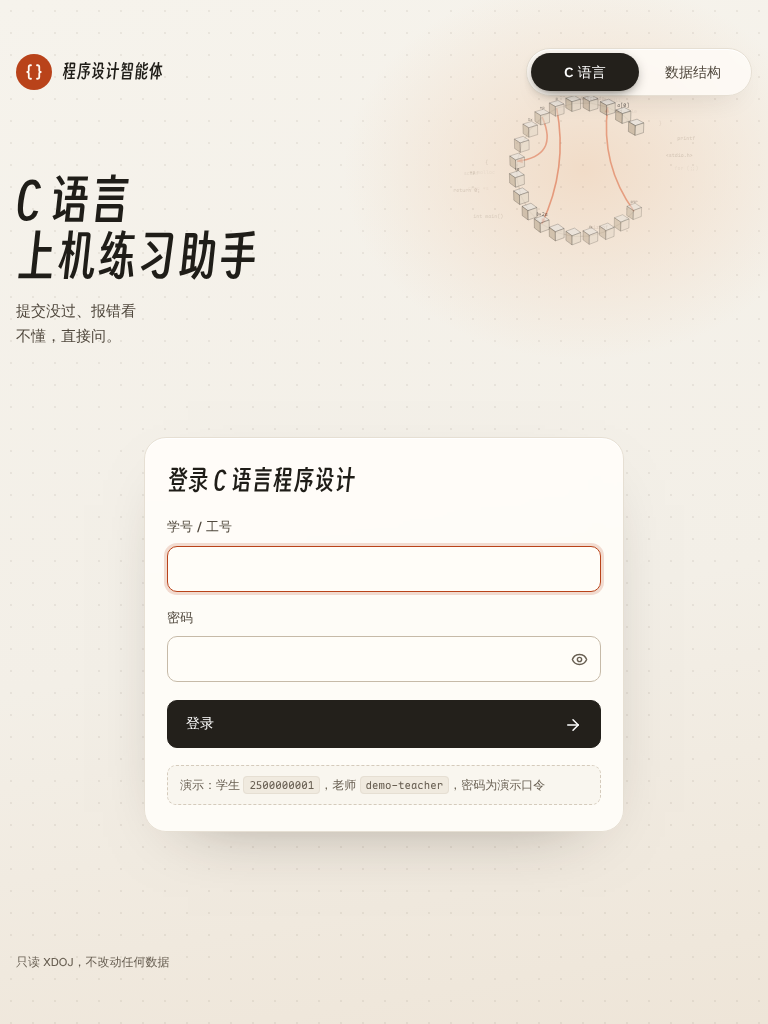 { } 程序设计智能体
C 语言
数据结构
C 语言
上机练习助手
提交没过、报错看
不懂，直接问。
登录 C 语言程序设计
学号 / 工号
密码
登录
演示：学生 2500000001，老师 demo-teacher，密码为演示口令
只读 XDOJ，不改动任何数据